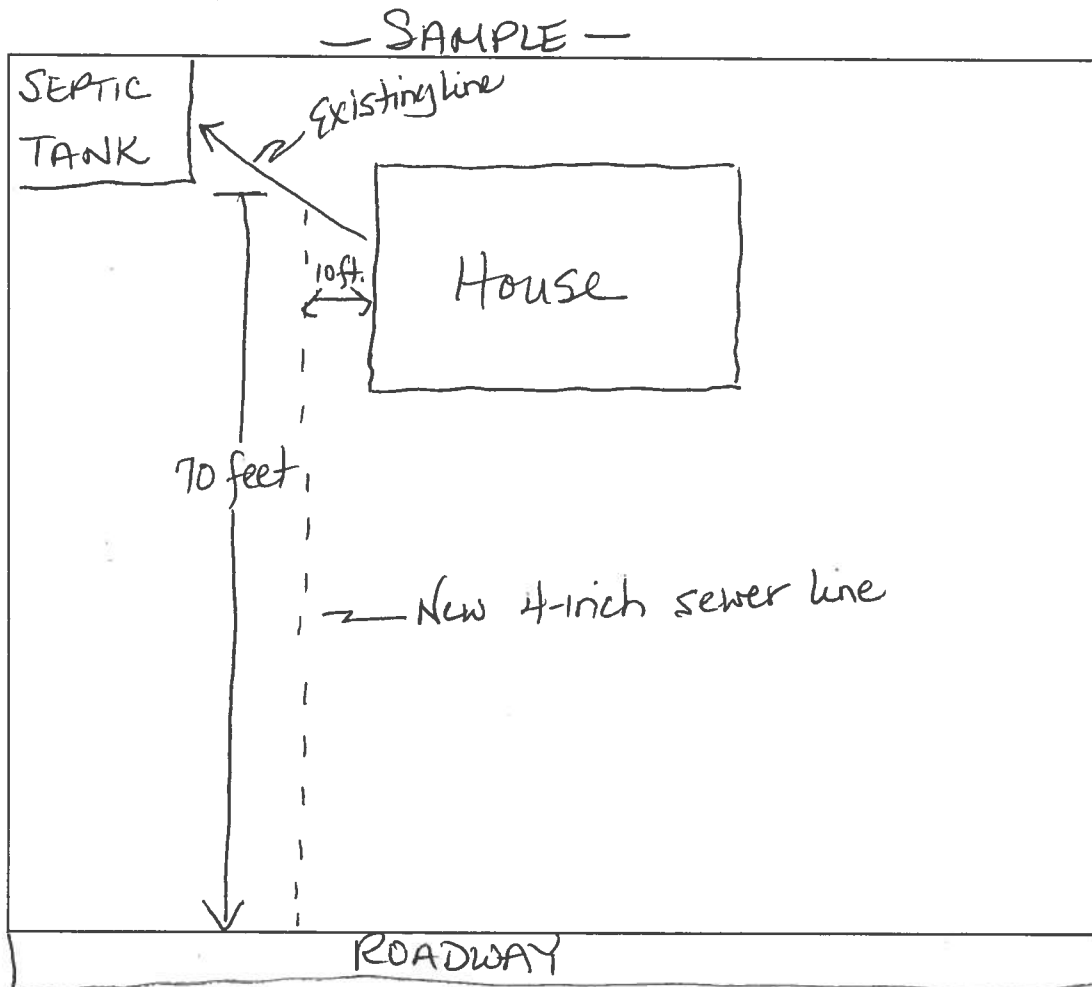 — SAMPLE —
SEPTIC
TANK
Existing line
10ft.
House
70 feet
New 4-inch sewer line
ROADWAY